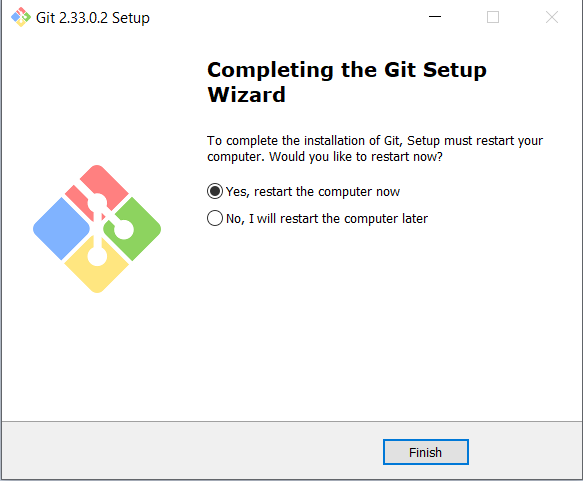 Git 2.33.0.2 Setup
Completing the Git Setup
Wizard
To complete the installation of Git, Setup must restart your
computer. Would you like to restart now?
Yes, restart the computer now
No, I will restart the computer later
Finish